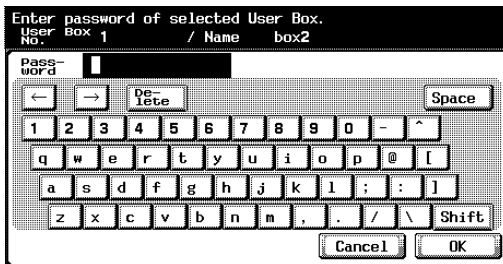 Enter password of selected User Box.
User Box No. 1 / Name box2
Pass-word
← → De-lete Space
1 2 3 4 5 6 7 8 9 0 - ^
q w e r t y u i o p @ [
a s d f g h j k l ; : ]
z x c v b n m , . / \ Shift
Cancel OK